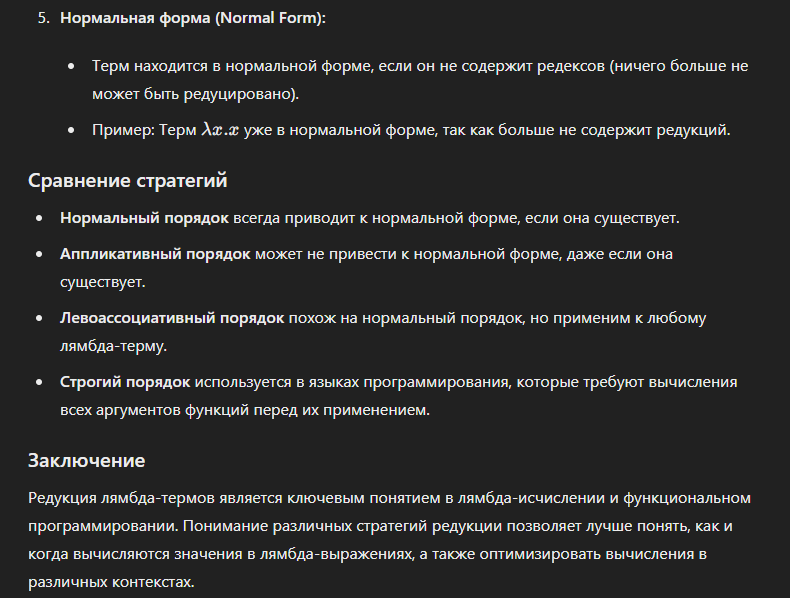 5. Нормальная форма (Normal Form):
• Терм находится в нормальной форме, если он не содержит редексов (ничего больше не
может быть редуцировано).
• Пример: Терм λx.x уже в нормальной форме, так как больше не содержит редукций.
Сравнение стратегий
• Нормальный порядок всегда приводит к нормальной форме, если она существует.
• Аппликативный порядок может не привести к нормальной форме, даже если она
существует.
• Левоассоциативный порядок похож на нормальный порядок, но применим к любому
лямбда-терму.
• Строгий порядок используется в языках программирования, которые требуют вычисления
всех аргументов функций перед их применением.
Заключение
Редукция лямбда-термов является ключевым понятием в лямбда-исчислении и функциональном
программировании. Понимание различных стратегий редукции позволяет лучше понять, как и
когда вычисляются значения в лямбда-выражениях, а также оптимизировать вычисления в
различных контекстах.